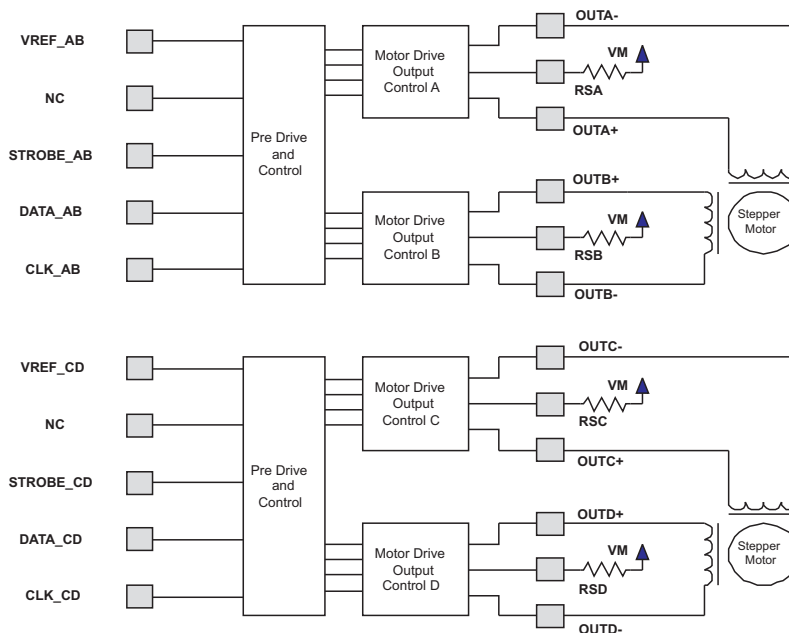 VREF_AB
NC
STROBE_AB
DATA_AB
CLK_AB
Pre Drive
and
Control
Motor Drive
Output
Control A
Motor Drive
Output
Control B
OUTA-
VM
RSA
OUTA+
OUTB+
VM
RSB
OUTB-
Stepper
Motor
VREF_CD
NC
STROBE_CD
DATA_CD
CLK_CD
Pre Drive
and
Control
Motor Drive
Output
Control C
Motor Drive
Output
Control D
OUTC-
VM
RSC
OUTC+
OUTD+
VM
RSD
OUTD-
Stepper
Motor